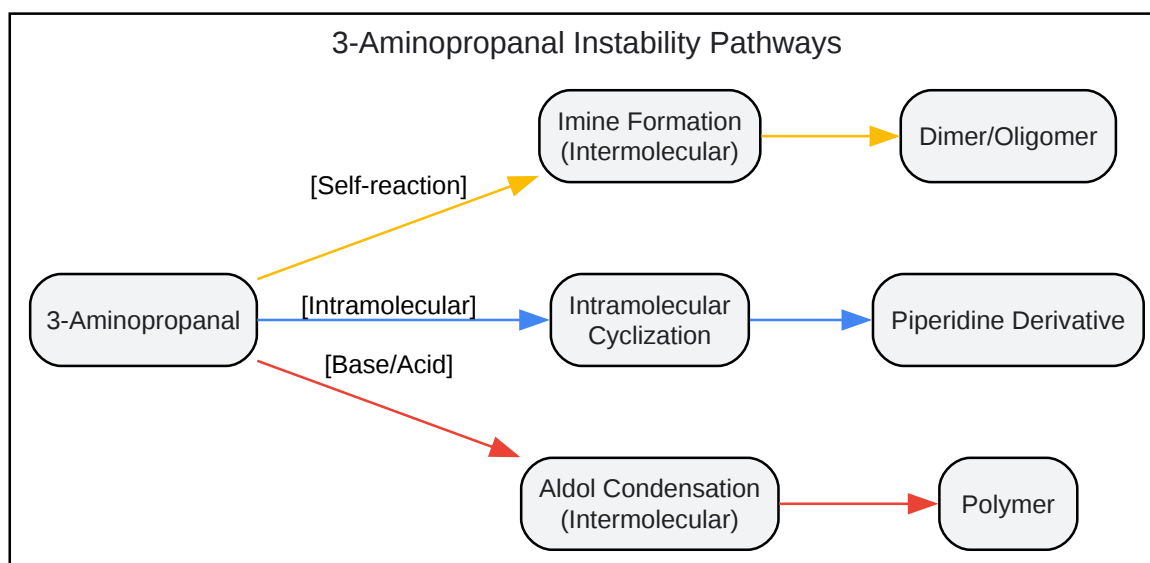 3-Aminopropanal Instability Pathways
Imine Formation
(Intermolecular)
Dimer/Oligomer
[Self-reaction]
3-Aminopropanal
[Intramolecular]
Intramolecular
Cyclization
Piperidine Derivative
[Base/Acid]
Aldol Condensation
(Intermolecular)
Polymer